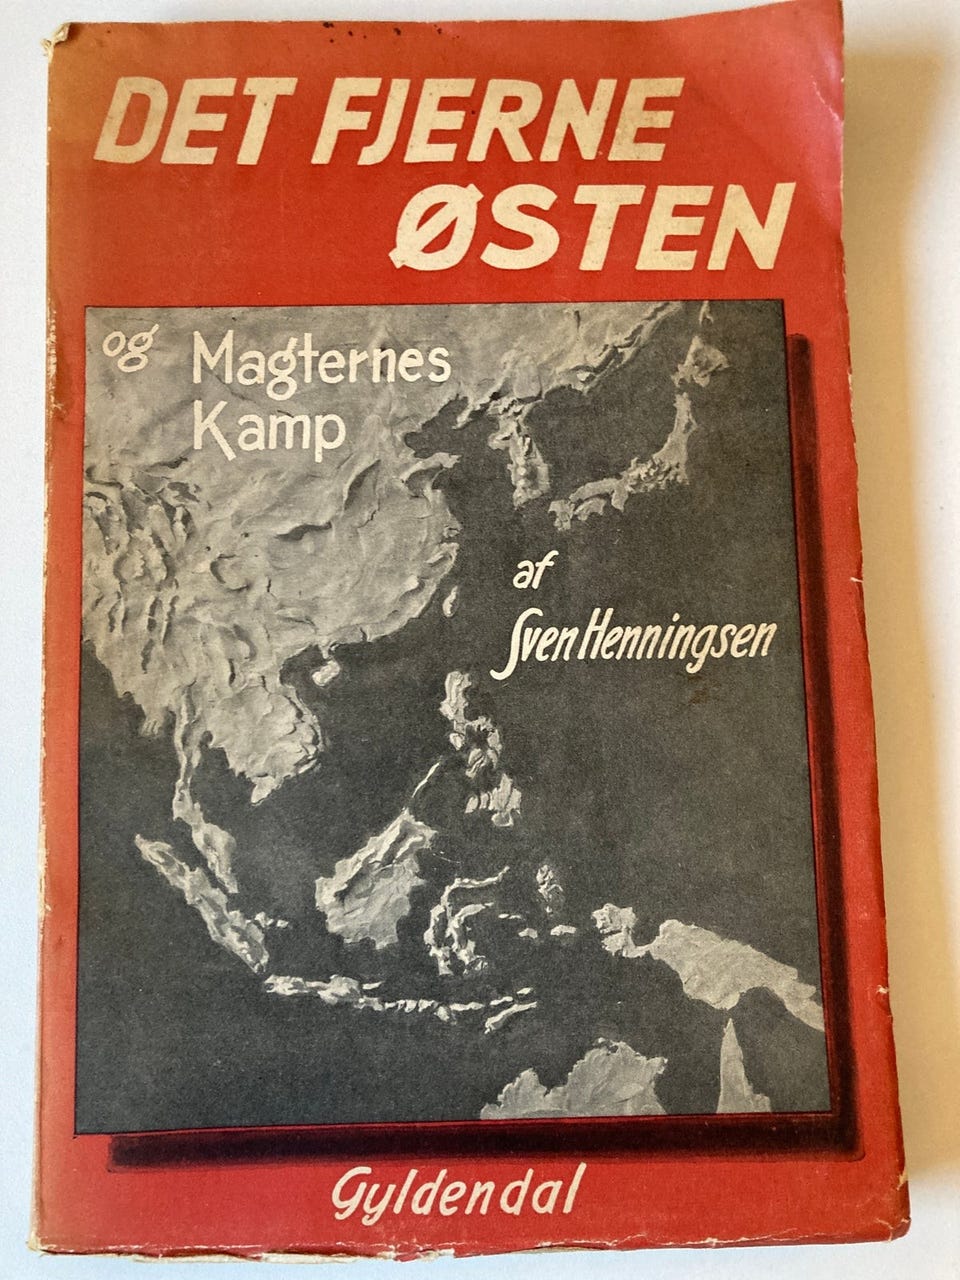 DET FJERNE
ØSTEN
og Magternes
Kamp
af
Sven Henningsen
Gyldendal